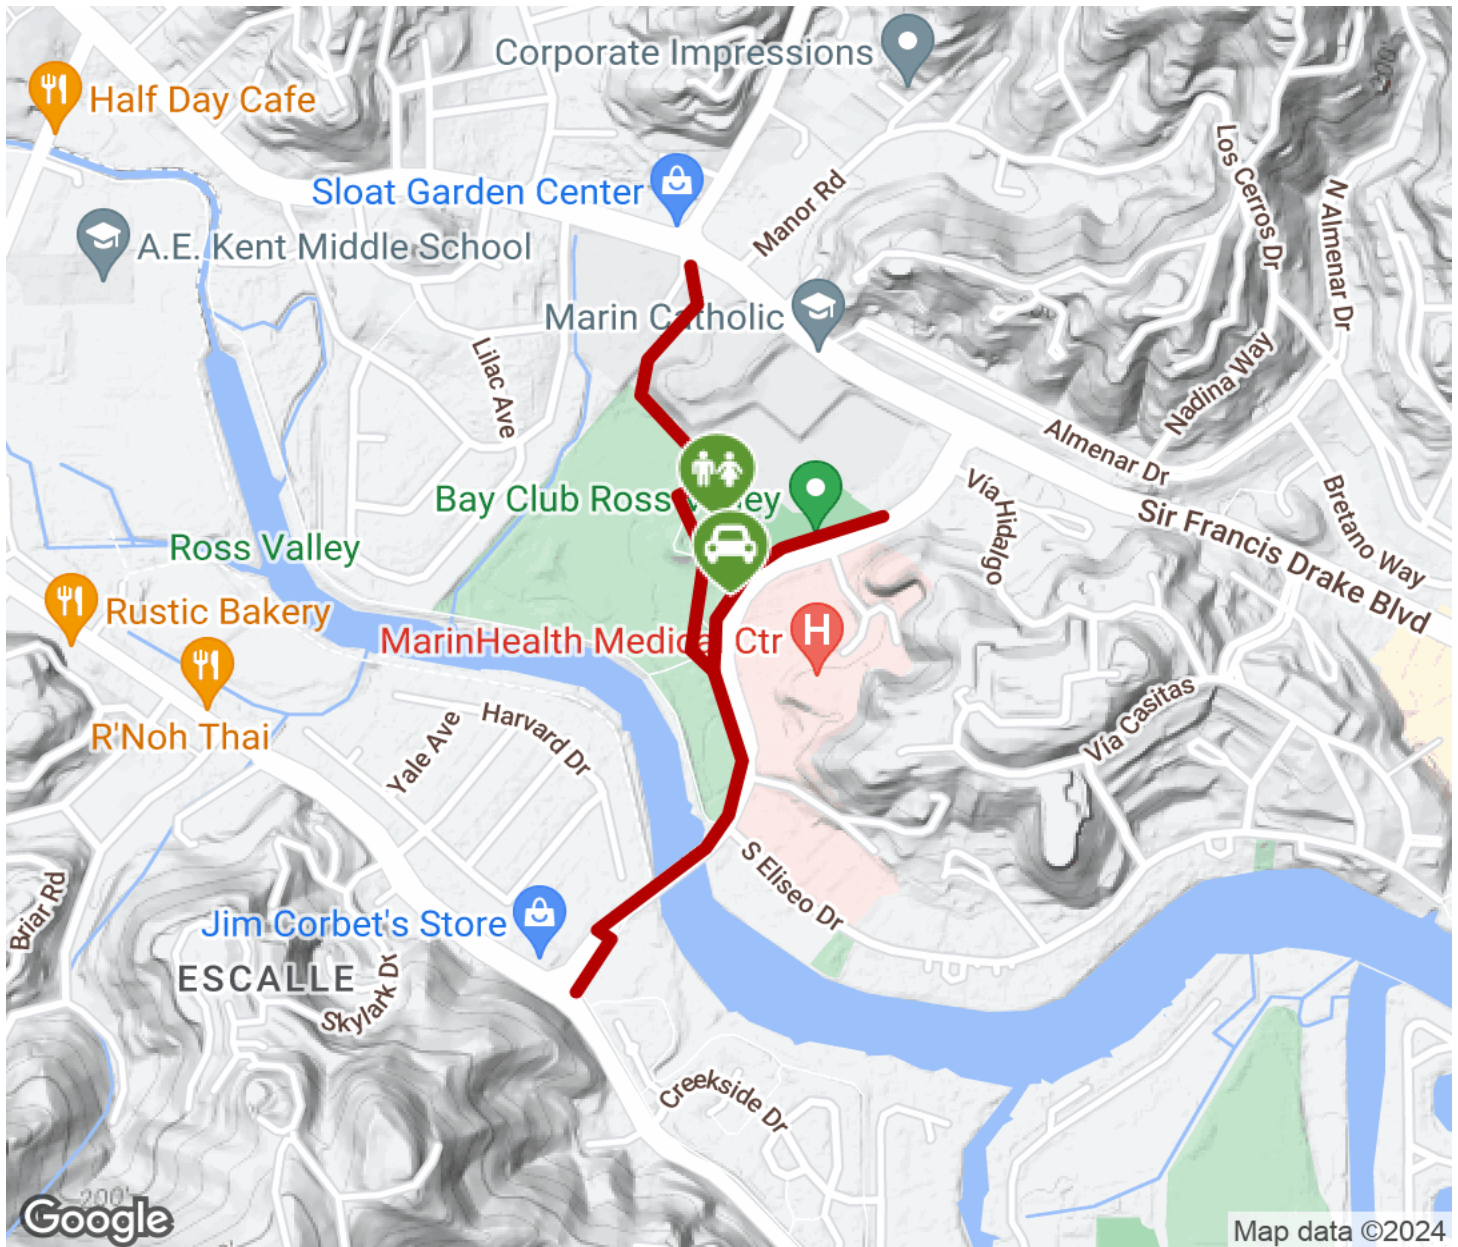 Corporate Impressions
Half Day Cafe
Los Cerros Dr
N Almenar Dr
Sloat Garden Center
Manor Rd
A.E. Kent Middle School
Marin Catholic
Lilac Ave
Nadina Way
Almenar Dr
Bay Club Ross Valley
Vía Hidalgo
Bretano Way
Sir Francis Drake Blvd
Ross Valley
Rustic Bakery
MarinHealth Medical Ctr
H
R'Noh Thai
Yale Ave
Harvard Dr
Vía Casitas
S Eliseo Dr
Briar Rd
Jim Corbet's Store
ESCALLE
Skylark Dr
Creekside Dr
200'
Google
Map data ©2024